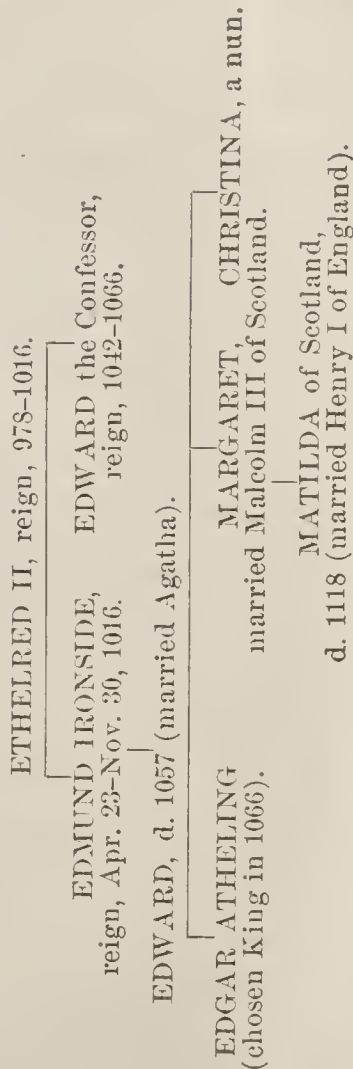 ETHELRED II, reign, 978–1016.
EDMUND IRONSIDE,
reign, Apr. 23–Nov. 30, 1016.
EDWARD the Confessor,
reign, 1042–1066.
EDWARD, d. 1057 (married Agatha).
EDGAR ATHELING
(chosen King in 1066).
MARGARET,
married Malcolm III of Scotland.
CHRISTINA, a nun.
MATILDA of Scotland,
d. 1118 (married Henry I of England).